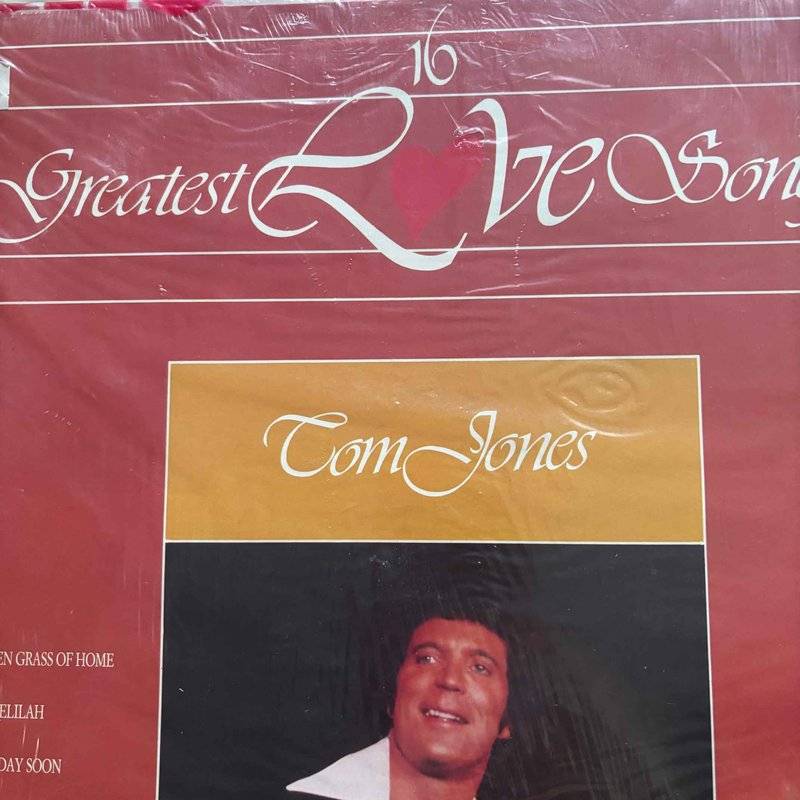 16
Greatest Love Song
Tom Jones
EN GRASS OF HOME
ELILAH
DAY SOON